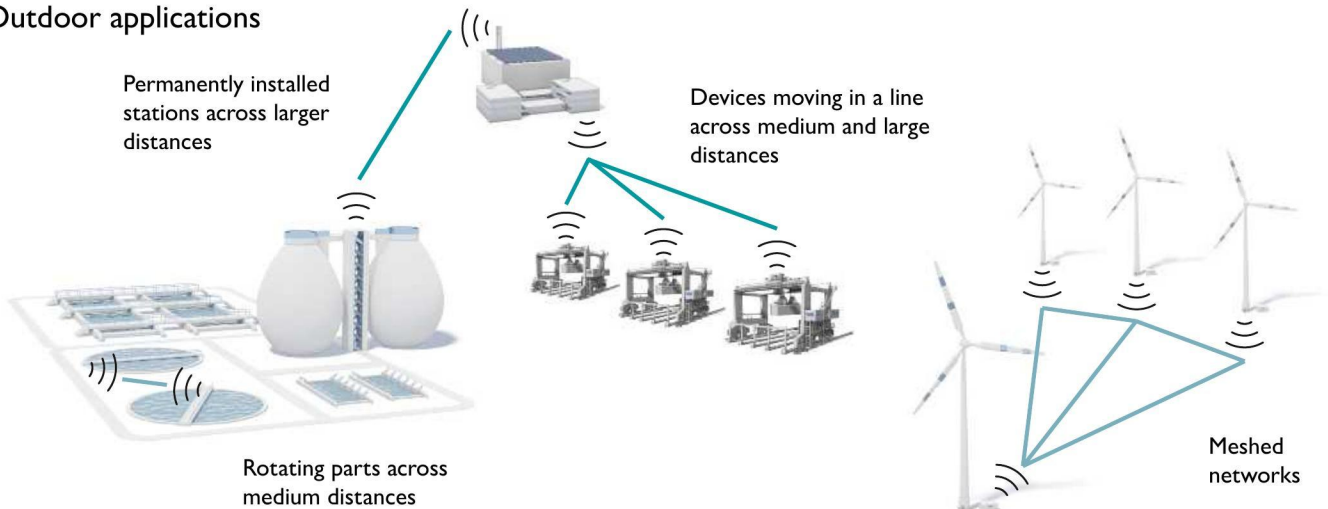 Outdoor applications
Permanently installed
stations across larger
distances
Devices moving in a line
across medium and large
distances
Rotating parts across
medium distances
Meshed
networks